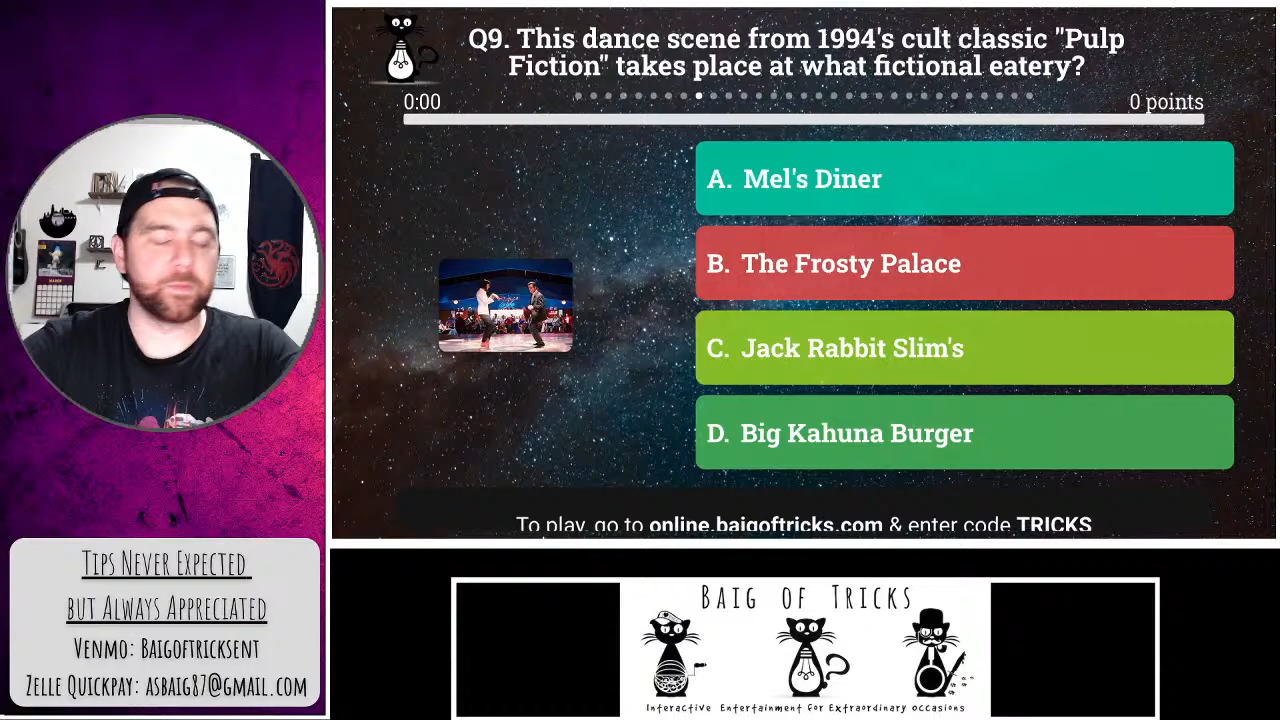 Q9. This dance scene from 1994's cult classic "Pulp
Fiction" takes place at what fictional eatery?
0:00
0 points
A. Mel's Diner
B. The Frosty Palace
C. Jack Rabbit Slim's
D. Big Kahuna Burger
To play, go to online.baigoftricks.com & enter code TRICKS
Tips Never Expected
but Always Appreciated
Venmo: Baigoftricksent
Zelle Quickpay: asbaig87@gmail.com
Baig of Tricks
Interactive Entertainment for Extraordinary Occasions